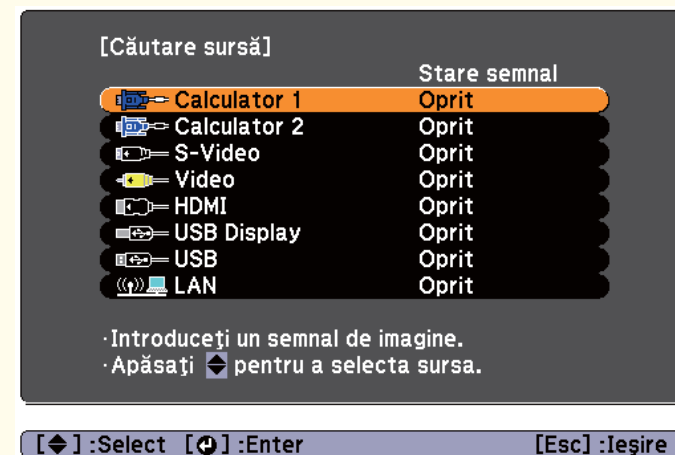 [Căutare sursă]
Stare semnal
Calculator 1 Oprit
Calculator 2 Oprit
S-Video Oprit
Video Oprit
HDMI Oprit
USB Display Oprit
USB Oprit
LAN Oprit
·Introduceţi un semnal de imagine.
·Apăsaţi pentru a selecta sursa.
[ ] :Select [ ] :Enter [Esc] :Ieşire